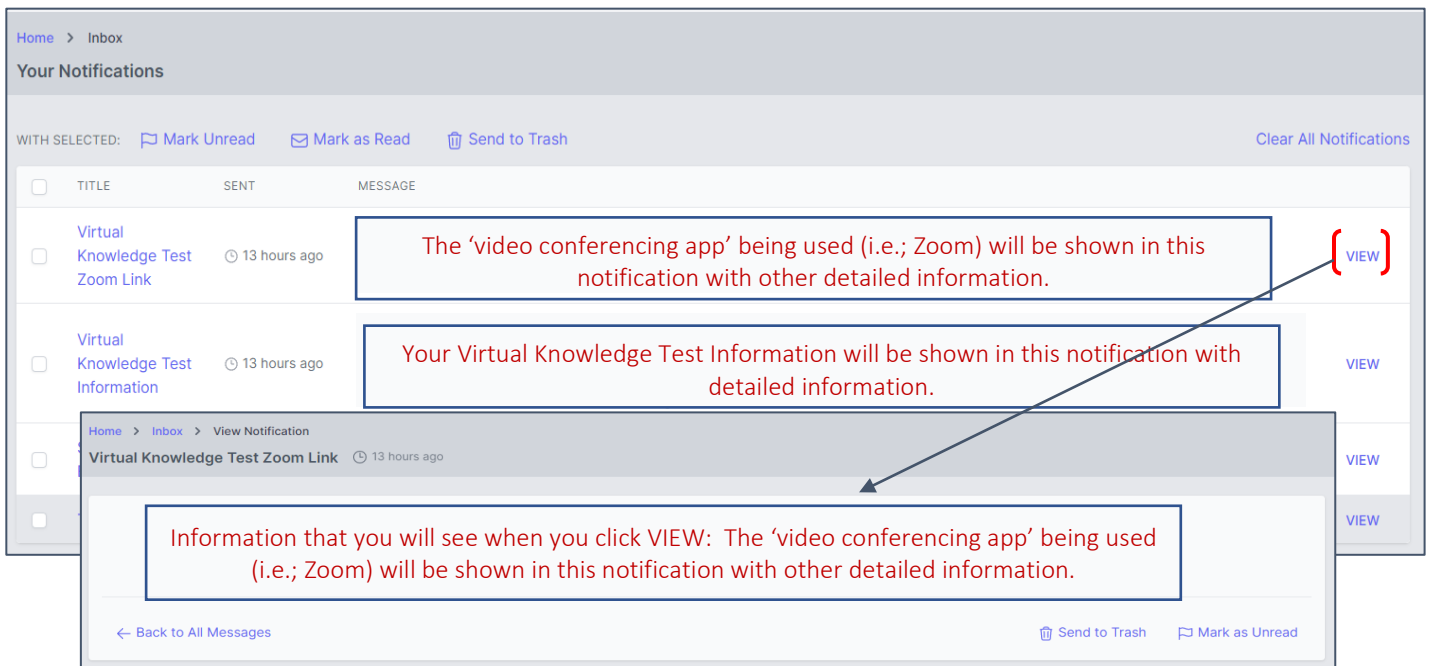 Home > Inbox
Your Notifications
WITH SELECTED: Mark Unread Mark as Read Send to Trash Clear All Notifications
TITLE SENT MESSAGE
Virtual
Knowledge Test
Zoom Link
13 hours ago
The ‘video conferencing app’ being used (i.e.; Zoom) will be shown in this
notification with other detailed information.
VIEW
Virtual
Knowledge Test
Information
13 hours ago
Your Virtual Knowledge Test Information will be shown in this notification with
detailed information.
VIEW
VIEW
VIEW
Home > Inbox > View Notification
Virtual Knowledge Test Zoom Link 13 hours ago
Information that you will see when you click VIEW: The ‘video conferencing app’ being used
(i.e.; Zoom) will be shown in this notification with other detailed information.
← Back to All Messages Send to Trash Mark as Unread